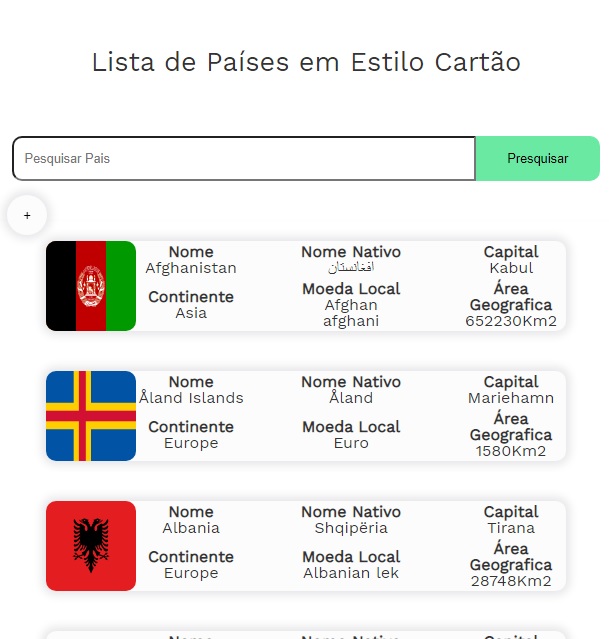 Lista de Países em Estilo Cartão
Pesquisar Pais
Presquisar
+
Nome Nome Nativo Capital
Afghanistan افغانستان Kabul
Continente Moeda Local Área Geografica
Asia Afghan afghani 652230Km2
Nome Nome Nativo Capital
Åland Islands Åland Mariehamn
Continente Moeda Local Área Geografica
Europe Euro 1580Km2
Nome Nome Nativo Capital
Albania Shqipëria Tirana
Continente Moeda Local Área Geografica
Europe Albanian lek 28748Km2